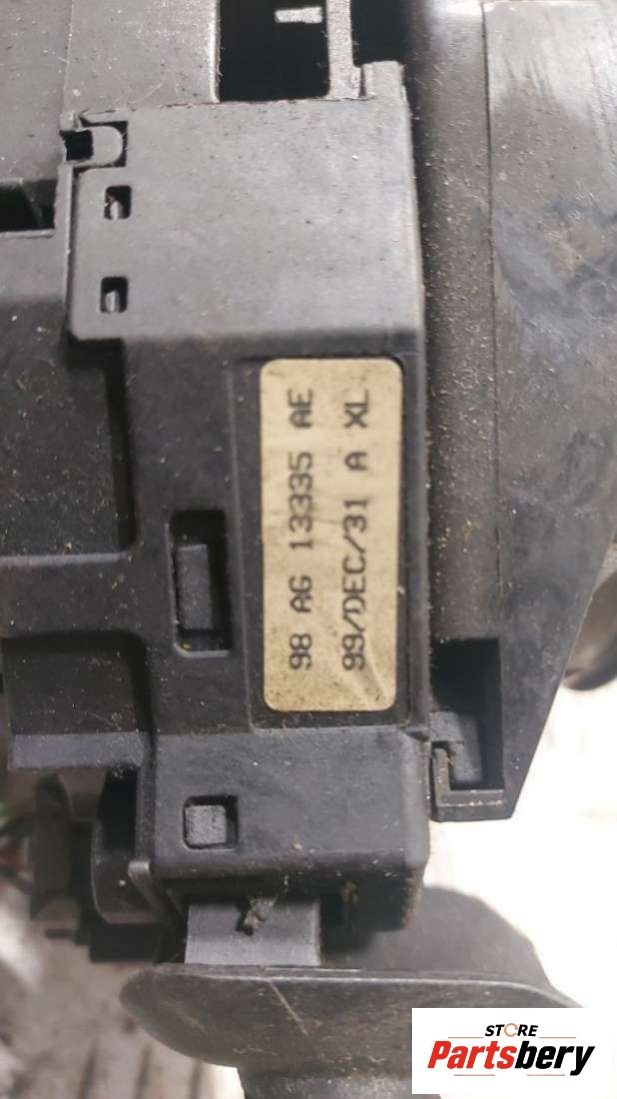 98 AG 13335 AE
99/DEC/31 A XL
STORE
Partsbery